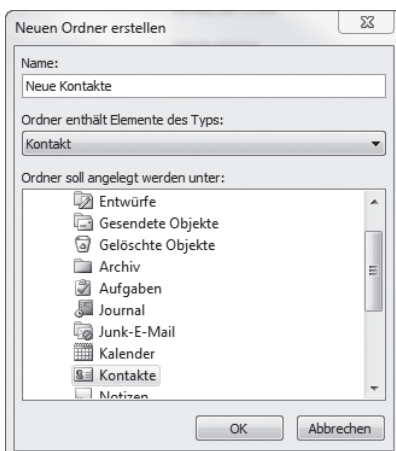 Neuen Ordner erstellen
Name:
Neue Kontakte
Ordner enthält Elemente des Typs:
Kontakt
Ordner soll angelegt werden unter:
Entwürfe
Gesendete Objekte
Gelöschte Objekte
Archiv
Aufgaben
Journal
Junk-E-Mail
Kalender
Kontakte
Notizen
OK
Abbrechen